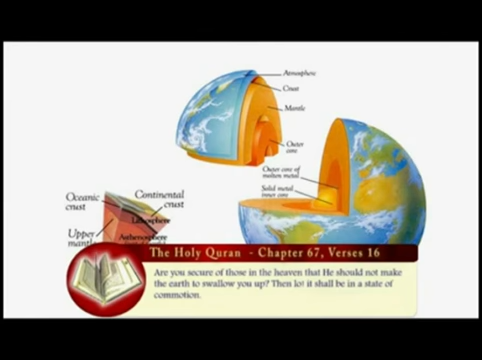 Atmosphere
Crust
Mantle
Outer
core
Outer core of
molten metal
Solid metal
inner core
Oceanic
crust
Continental
crust
Lithosphere
Upper
mantle
Asthenosphere
The Holy Quran - Chapter 67, Verses 16
Are you secure of those in the heaven that He should not make
the earth to swallow you up? Then lo! it shall be in a state of
commotion.